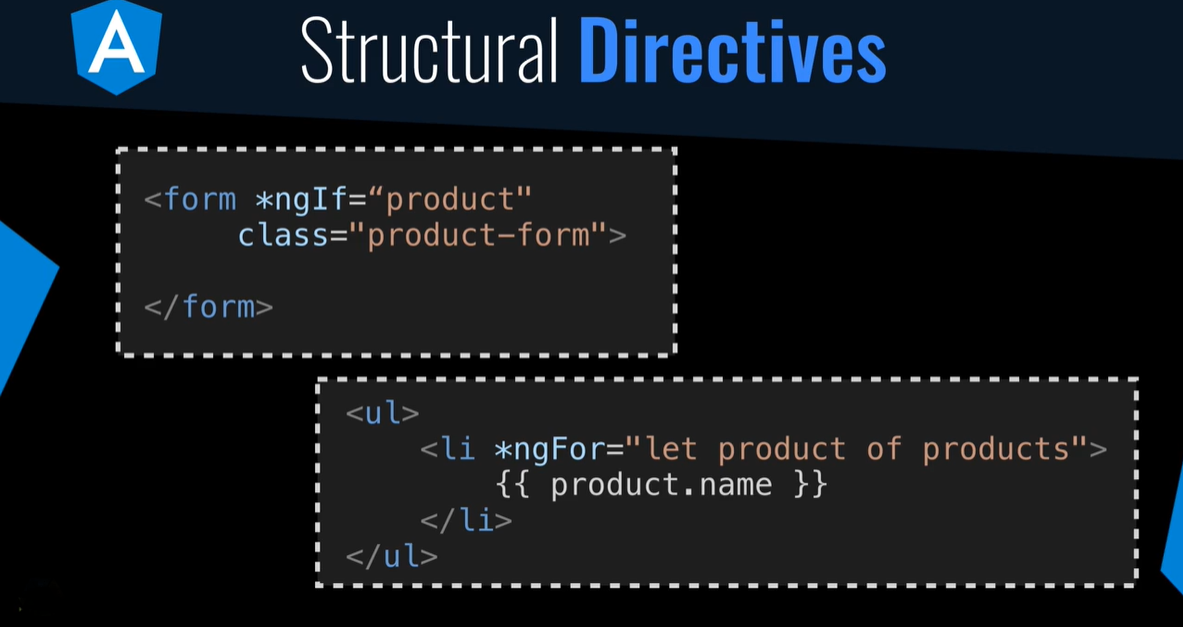 A
Structural Directives
<form *ngIf=“product"
class="product-form">
</form>
<ul>
<li *ngFor="let product of products">
{{ product.name }}
</li>
</ul>